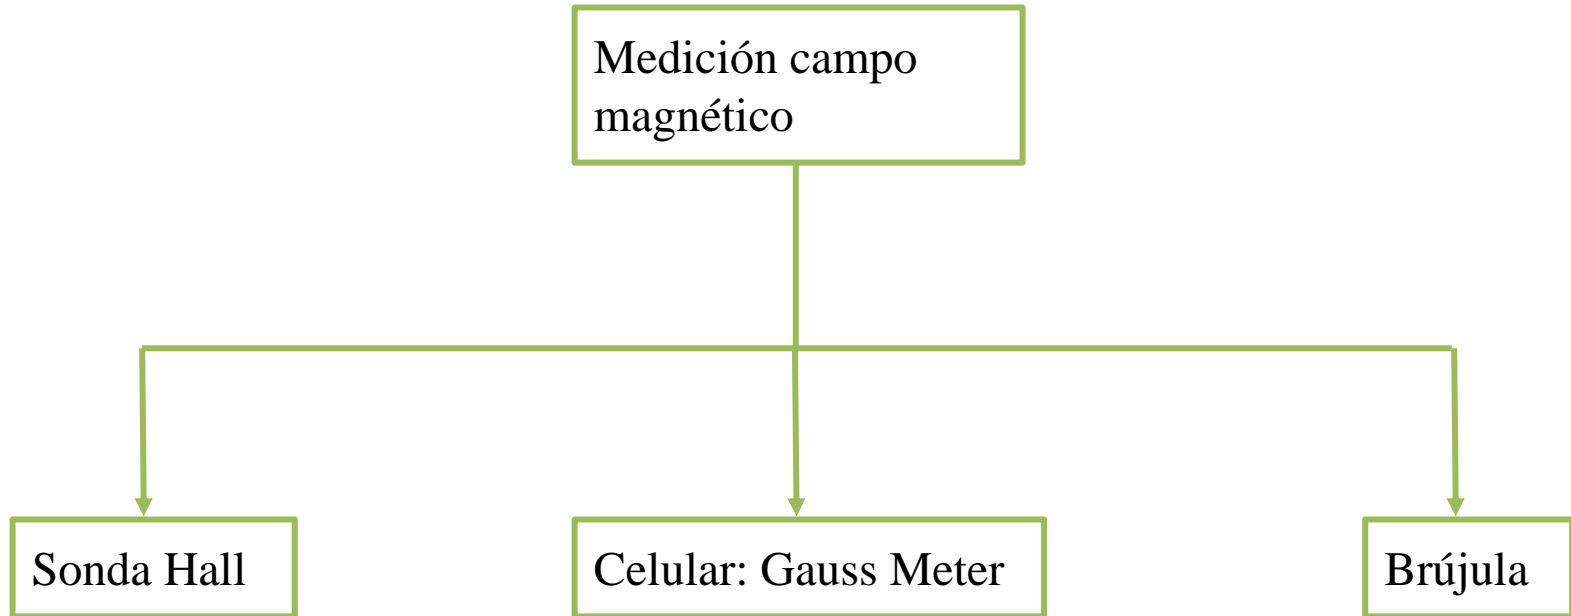 Medición campo
magnético
Sonda Hall
Celular: Gauss Meter
Brújula